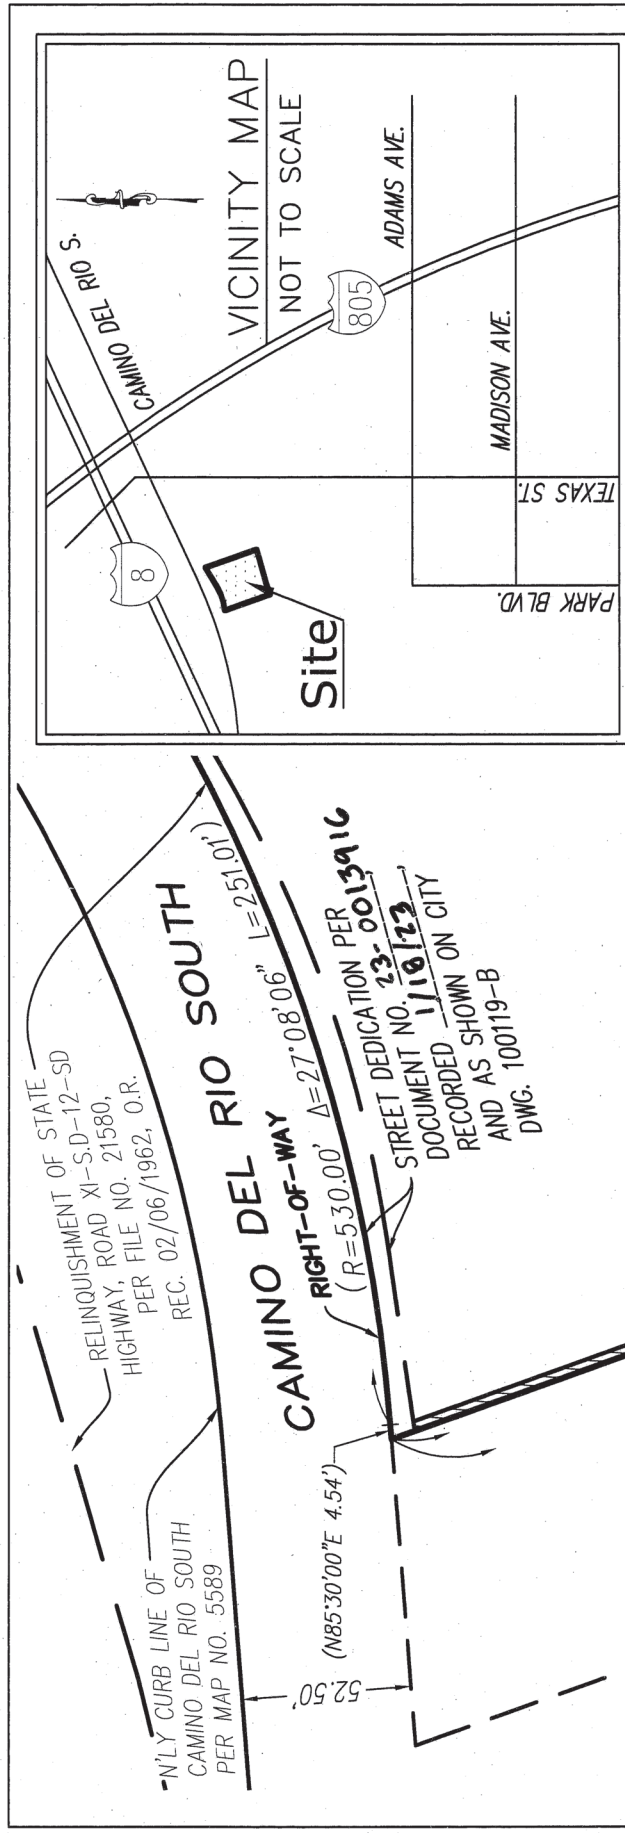 VICINITY MAP
NOT TO SCALE
CAMINO DEL RIO S.
805
8
ADAMS AVE.
MADISON AVE.
TEXAS ST.
PARK BLVD.
Site
RELINQUISHMENT OF STATE
HIGHWAY, ROAD XI-S.D-12-SD
PER FILE NO. 21580,
REC. 02/06/1962, O.R.
N'LY CURB LINE OF
CAMINO DEL RIO SOUTH
PER MAP NO. 5589
CAMINO DEL RIO SOUTH
RIGHT-OF-WAY
(R=530.00' Δ=27°08'06" L=251.01')
STREET DEDICATION PER
DOCUMENT NO. 23-0013916,
RECORDED 1/18/23,
AND AS SHOWN ON CITY
DWG. 100119-B
(N85°30'00"E 4.54')
52.50'